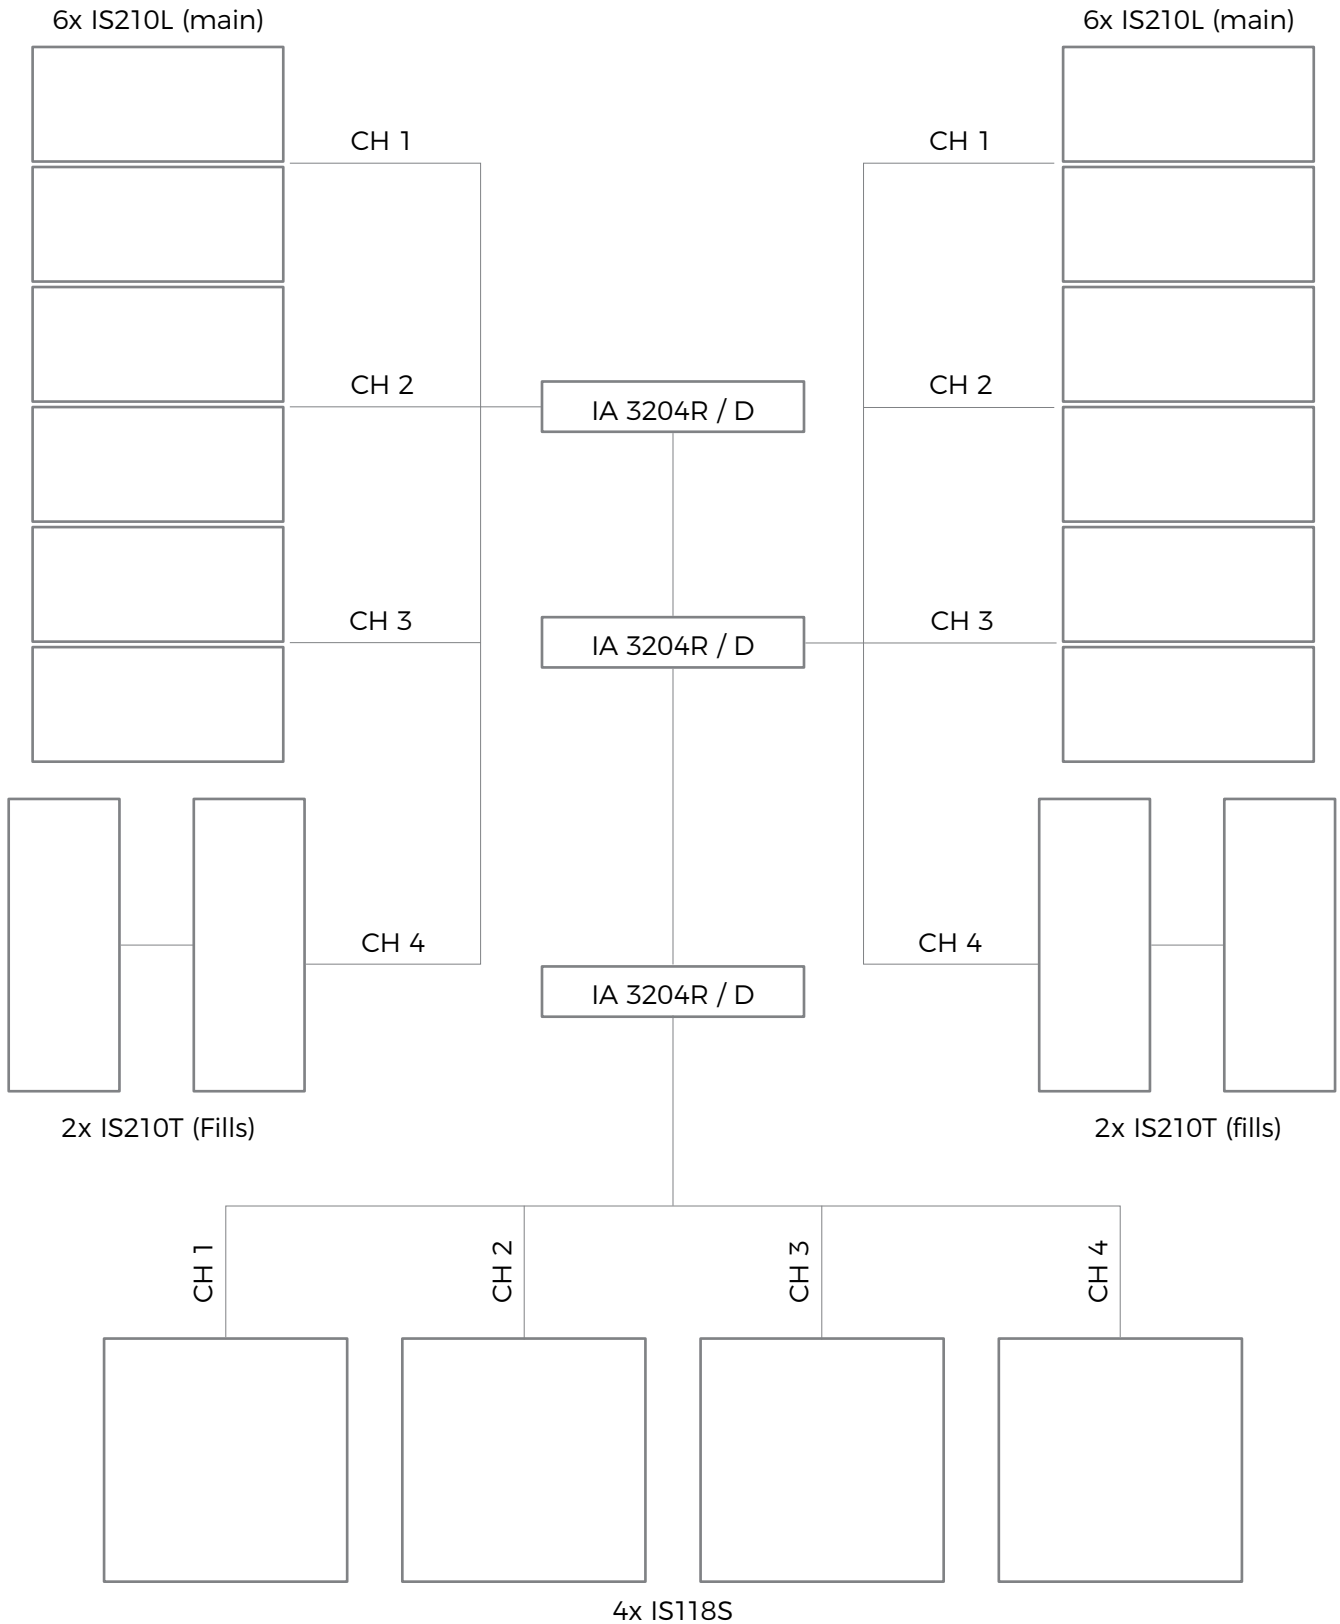 6x IS210L (main)
6x IS210L (main)
CH 1
CH 1
CH 2
CH 2
IA 3204R / D
CH 3
CH 3
IA 3204R / D
CH 4
CH 4
IA 3204R / D
2x IS210T (Fills)
2x IS210T (fills)
CH 1
CH 2
CH 3
CH 4
4x IS118S